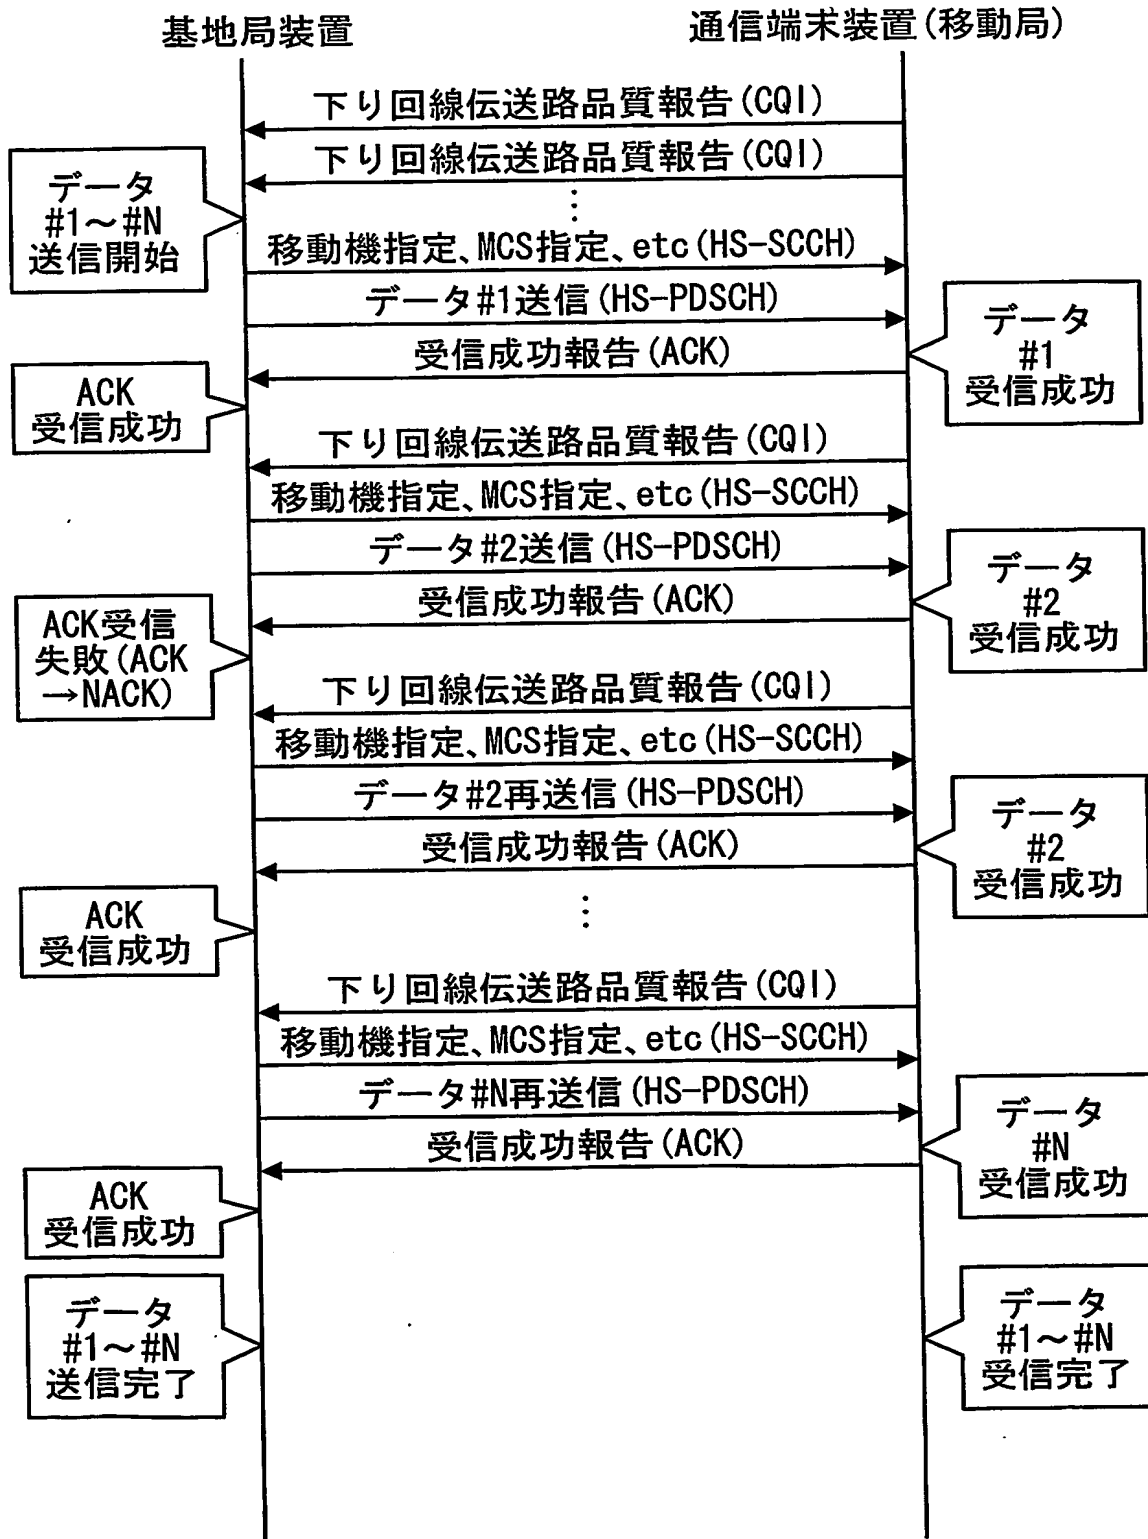 基地局装置
通信端末装置(移動局)
下り回線伝送路品質報告(CQI)
下り回線伝送路品質報告(CQI)
データ
#1～#N
送信開始
移動機指定、MCS指定、etc(HS-SCCH)
データ#1送信(HS-PDSCH)
受信成功報告(ACK)
データ
#1
受信成功
ACK
受信成功
下り回線伝送路品質報告(CQI)
移動機指定、MCS指定、etc(HS-SCCH)
データ#2送信(HS-PDSCH)
受信成功報告(ACK)
データ
#2
受信成功
ACK受信
失敗(ACK
→NACK)
下り回線伝送路品質報告(CQI)
移動機指定、MCS指定、etc(HS-SCCH)
データ#2再送信(HS-PDSCH)
受信成功報告(ACK)
データ
#2
受信成功
ACK
受信成功
下り回線伝送路品質報告(CQI)
移動機指定、MCS指定、etc(HS-SCCH)
データ#N再送信(HS-PDSCH)
受信成功報告(ACK)
データ
#N
受信成功
ACK
受信成功
データ
#1～#N
送信完了
データ
#1～#N
受信完了